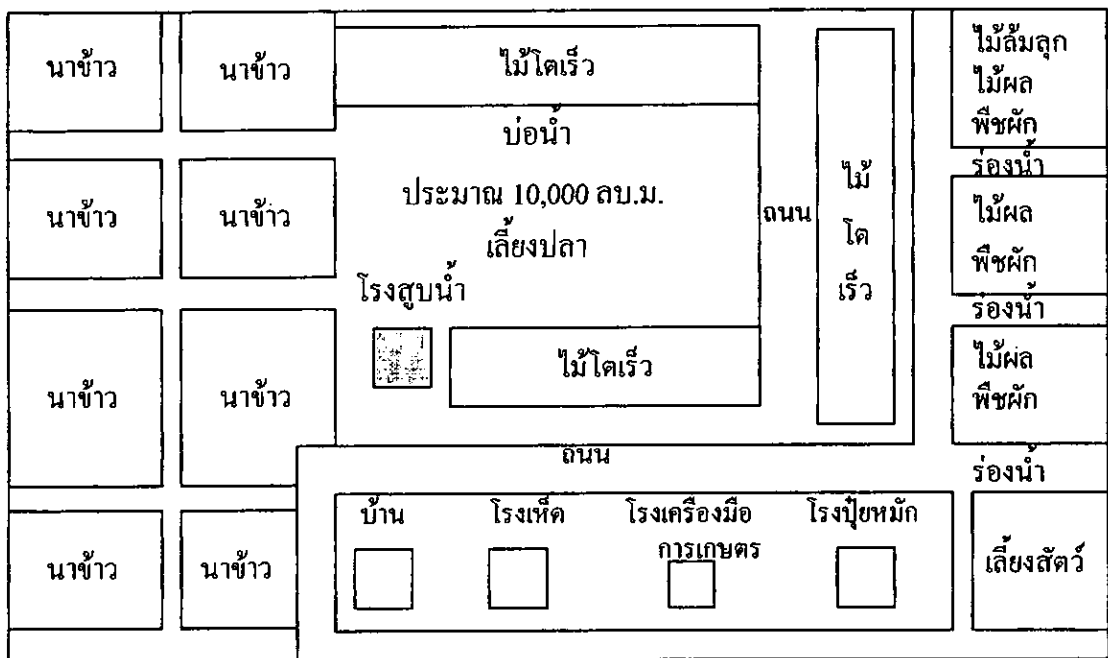 นาข้าว
นาข้าว
ไม้โตเร็ว
บ่อน้ำ
ประมาณ 10,000 ลบ.ม.
เลี้ยงปลา
โรงสูบน้ำ
ไม้โตเร็ว
ถนน
ไม้
โต
เร็ว
ไม้ล้มลุก
ไม้ผล
พืชผัก
ร่องน้ำ
ไม้ผล
พืชผัก
ร่องน้ำ
ไม้ผล
พืชผัก
ร่องน้ำ
นาข้าว
นาข้าว
นาข้าว
นาข้าว
ถนน
บ้าน
โรงเห็ด
โรงเครื่องมือ
การเกษตร
โรงปุ๋ยหมัก
เลี้ยงสัตว์
นาข้าว
นาข้าว